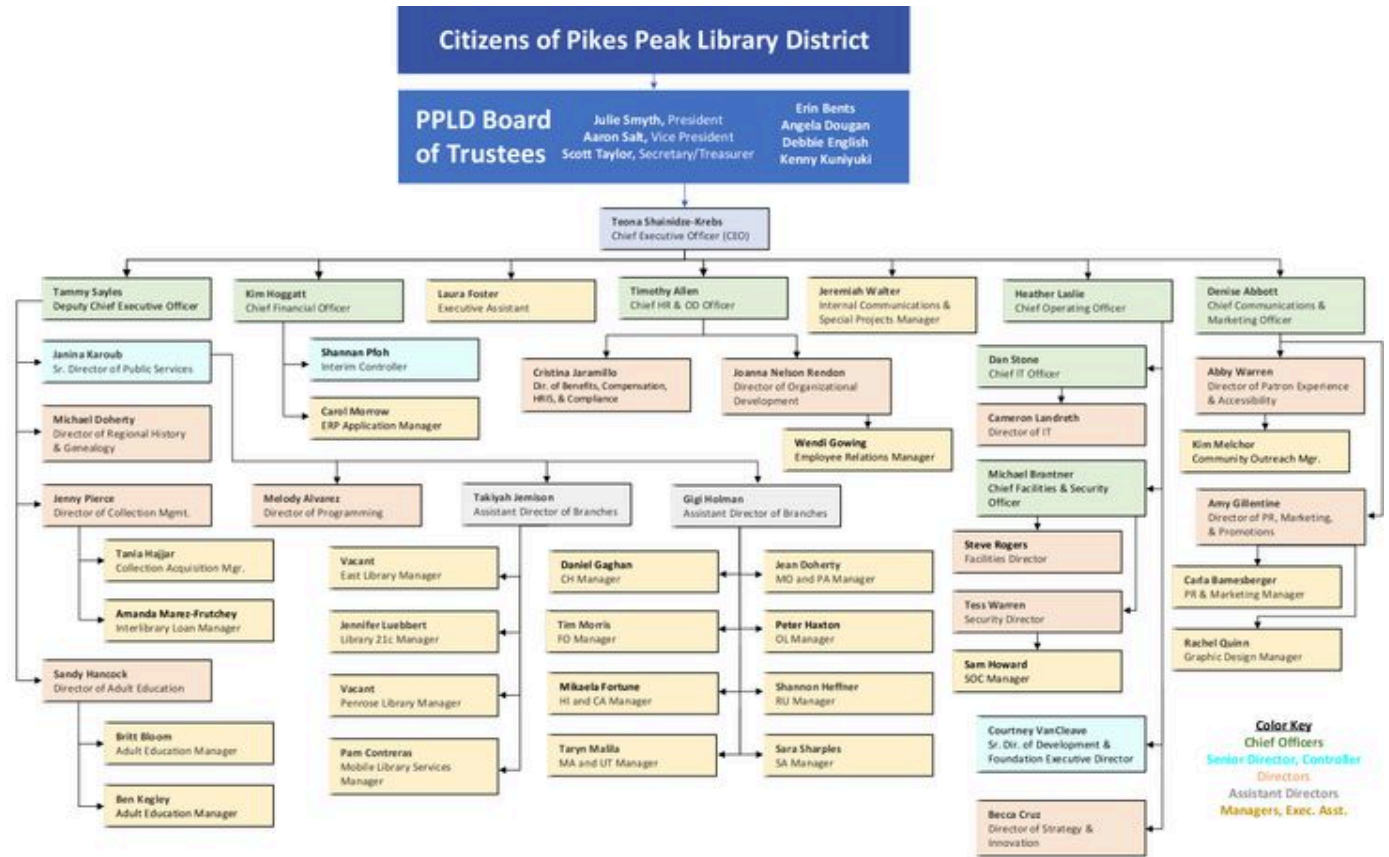 Citizens of Pikes Peak Library District
PPLD Board
of Trustees
Julie Smyth, President
Aaron Salt, Vice President
Scott Taylor, Secretary/Treasurer
Erin Bents
Angela Dougan
Debbie English
Kenny Kuniyuki
Teona Shainidze-Krebs
Chief Executive Officer (CEO)
Tammy Sayles
Deputy Chief Executive Officer
Kim Hoggatt
Chief Financial Officer
Laura Foster
Executive Assistant
Timothy Allen
Chief HR & OD Officer
Jeremiah Walter
Internal Communications &
Special Projects Manager
Heather Laslie
Chief Operating Officer
Denise Abbott
Chief Communications &
Marketing Officer
Janina Karoub
Sr. Director of Public Services
Shannan Pfoh
Interim Controller
Cristina Jaramillo
Dir. of Benefits, Compensation,
HRIS, & Compliance
Joanna Nelson Rendon
Director of Organizational
Development
Dan Stone
Chief IT Officer
Abby Warren
Director of Patron Experience
& Accessibility
Michael Doherty
Director of Regional History
& Genealogy
Carol Morrow
ERP Application Manager
Wendi Gowing
Employee Relations Manager
Cameron Landreth
Director of IT
Kim Melchor
Community Outreach Mgr.
Jenny Pierce
Director of Collection Mgmt.
Melody Alvarez
Director of Programming
Takiyah Jemison
Assistant Director of Branches
Gigi Holman
Assistant Director of Branches
Michael Brantner
Chief Facilities & Security
Officer
Amy Gillentine
Director of PR, Marketing,
& Promotions
Tania Hajjar
Collection Acquisition Mgr.
Vacant
East Library Manager
Daniel Gaghan
CH Manager
Jean Doherty
MO and PA Manager
Steve Rogers
Facilities Director
Carla Bamesberger
PR & Marketing Manager
Amanda Marez-Frutchey
Interlibrary Loan Manager
Jennifer Luebbert
Library 21c Manager
Tim Morris
FO Manager
Peter Haxton
OL Manager
Tess Warren
Security Director
Rachel Quinn
Graphic Design Manager
Sandy Hancock
Director of Adult Education
Vacant
Penrose Library Manager
Mikaela Fortune
HI and CA Manager
Shannon Heffner
RU Manager
Sam Howard
SOC Manager
Britt Bloom
Adult Education Manager
Pam Contreras
Mobile Library Services
Manager
Taryn Malila
MA and UT Manager
Sara Sharples
SA Manager
Courtney VanCleave
Sr. Dir. of Development &
Foundation Executive Director
Ben Kegley
Adult Education Manager
Becca Cruz
Director of Strategy &
Innovation
Color Key
Chief Officers
Senior Director, Controller
Directors
Assistant Directors
Managers, Exec. Asst.